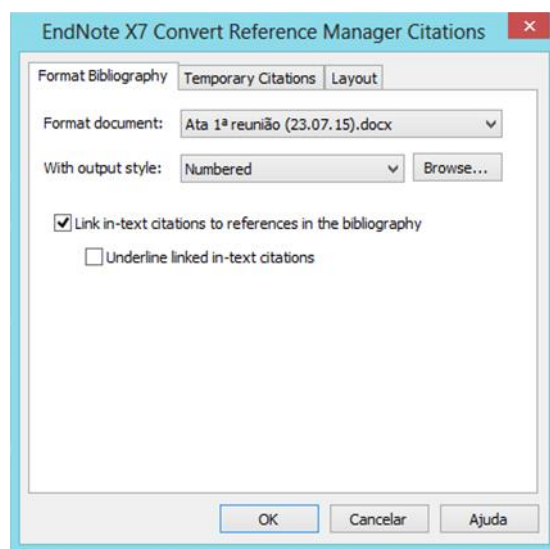 EndNote X7 Convert Reference Manager Citations
Format Bibliography Temporary Citations Layout
Format document: Ata 1ª reunião (23.07.15).docx
With output style: Numbered Browse...
Link in-text citations to references in the bibliography
Underline linked in-text citations
OK Cancelar Ajuda